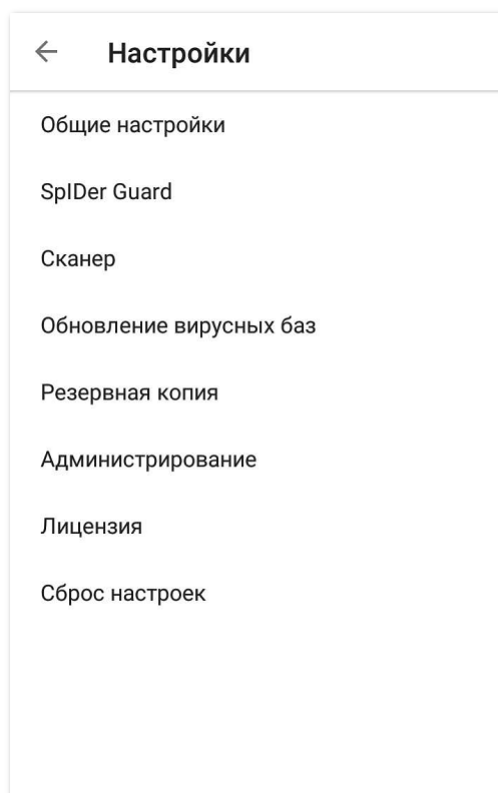 Настройки
Общие настройки
SpIDer Guard
Сканер
Обновление вирусных баз
Резервная копия
Администрирование
Лицензия
Сброс настроек